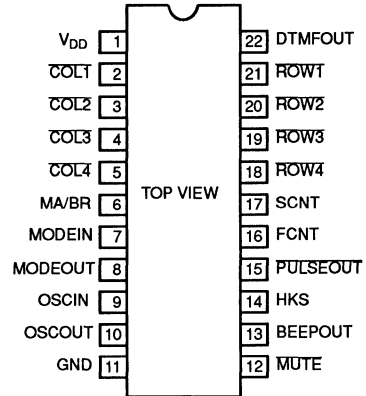 VDD 1 22 DTMFOUT
COL1 2 21 ROW1
COL2 3 20 ROW2
COL3 4 19 ROW3
COL4 5 18 ROW4
TOP VIEW
MA/BR 6 17 SCNT
MODEIN 7 16 FCNT
MODEOUT 8 15 PULSEOUT
OSCIN 9 14 HKS
OSCOUT 10 13 BEEPOUT
GND 11 12 MUTE